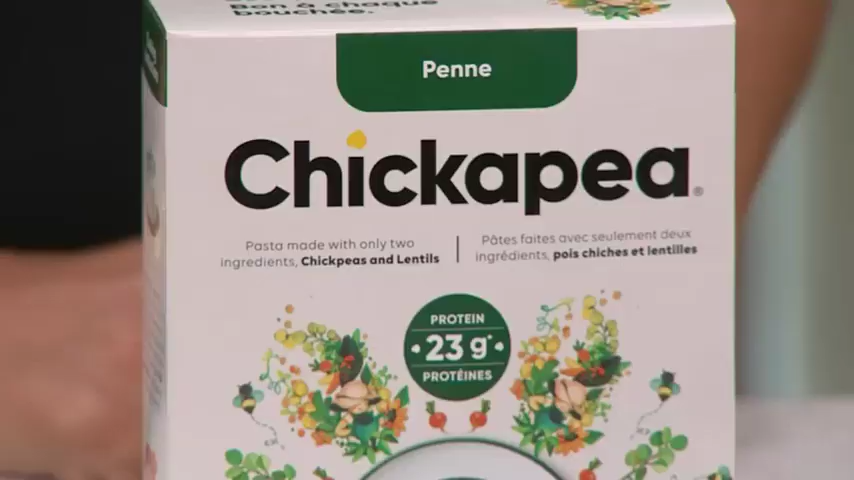 Bon à chaque
bouchée.
Penne
Chickapea®
Pasta made with only two
ingredients, Chickpeas and Lentils
Pâtes faites avec seulement deux
ingrédients, pois chiches et lentilles
PROTEIN
23 g*
PROTÉINES